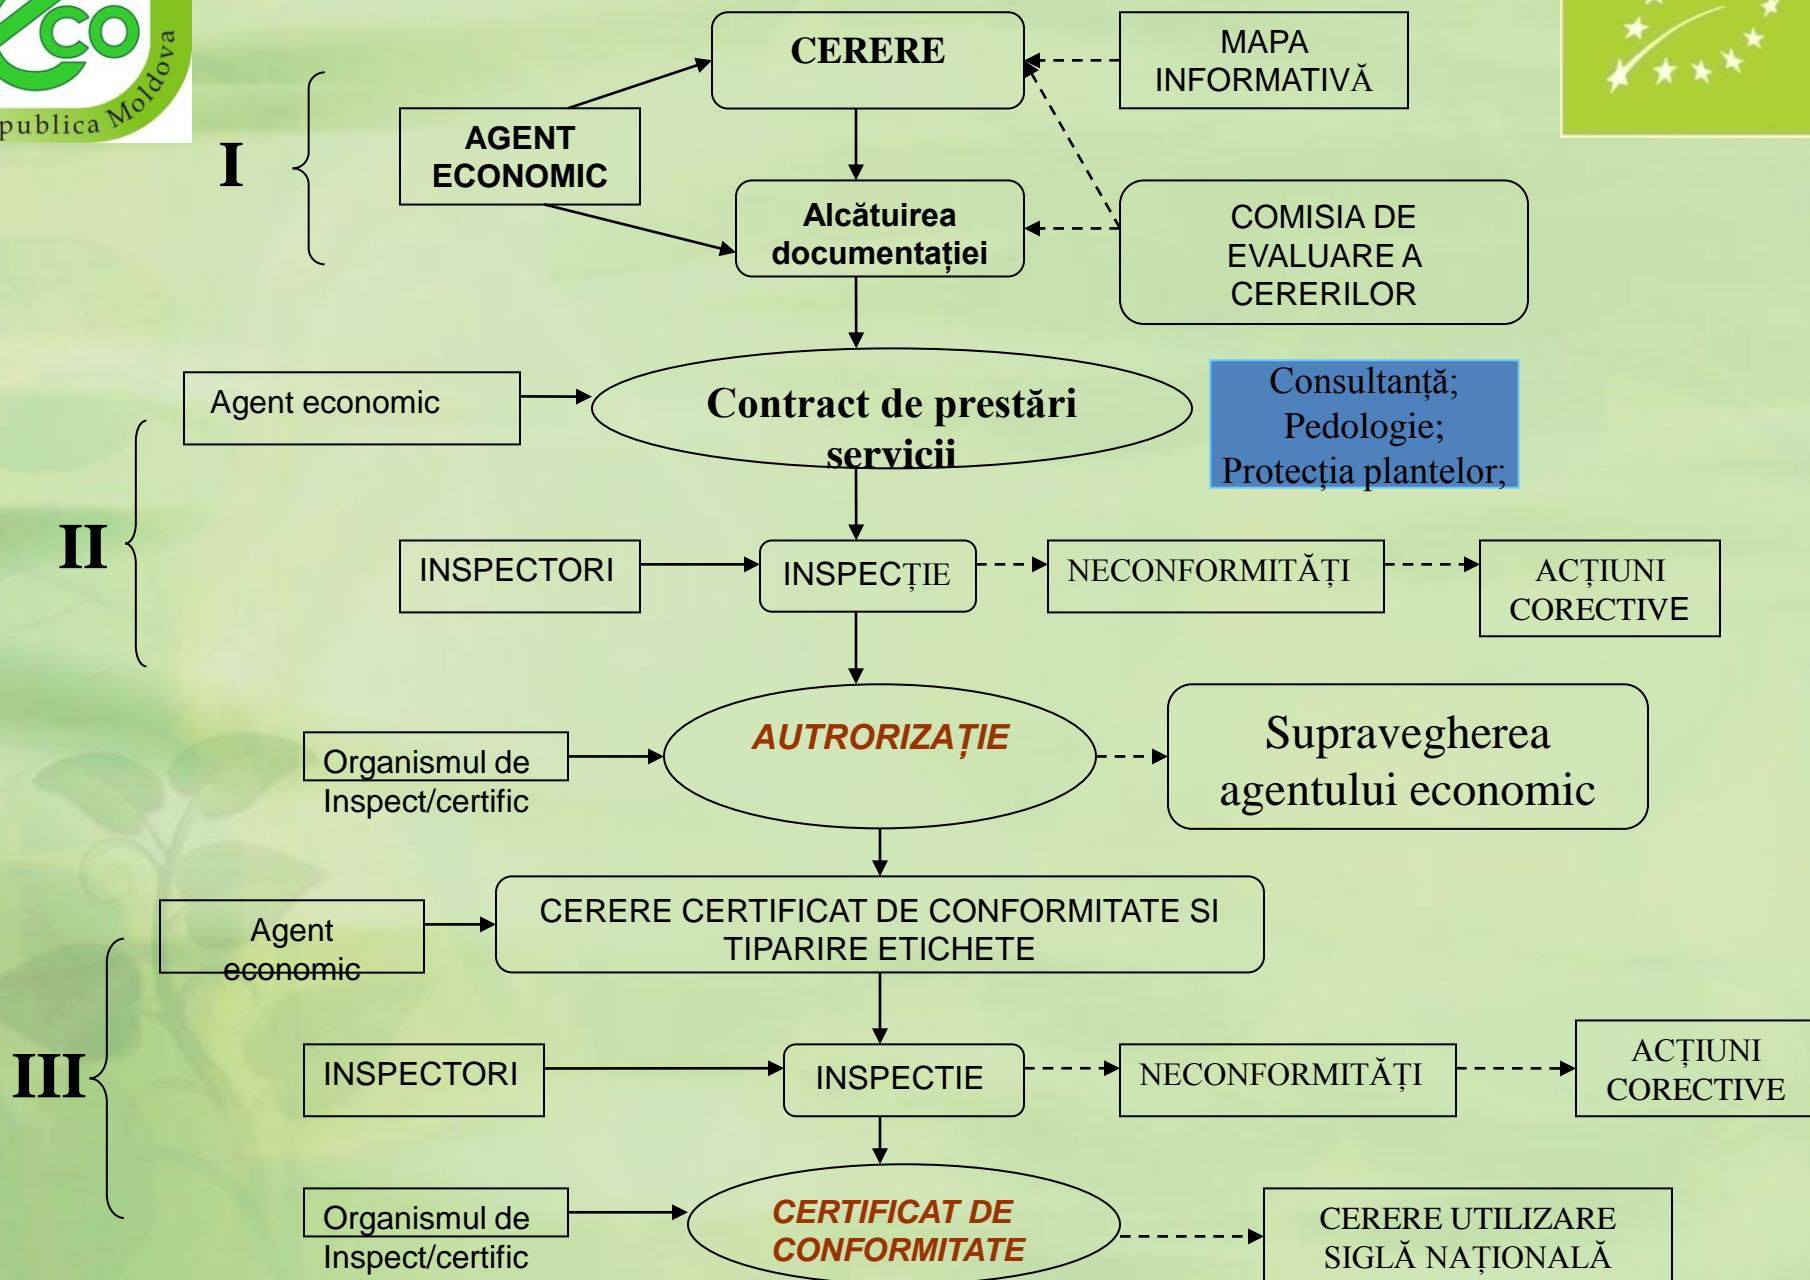 eco
publica Moldova
CERERE
MAPA
INFORMATIVĂ
I
AGENT
ECONOMIC
Alcătuirea
documentației
COMISIA DE
EVALUARE A
CERERILOR
Agent economic
Contract de prestări
servicii
Consultanță;
Pedologie;
Protecția plantelor;
II
INSPECTORI
INSPECȚIE
NECONFORMITĂȚI
ACȚIUNI
CORECTIVE
AUTRORIZAȚIE
Organismul de
Inspect/certific
Supravegherea
agentului economic
CERERE CERTIFICAT DE CONFORMITATE SI
TIPARIRE ETICHETE
Agent
economic
III
INSPECTORI
INSPECTIE
NECONFORMITĂȚI
ACȚIUNI
CORECTIVE
Organismul de
Inspect/certific
CERTIFICAT DE
CONFORMITATE
CERERE UTILIZARE
SIGLĂ NAȚIONALĂ